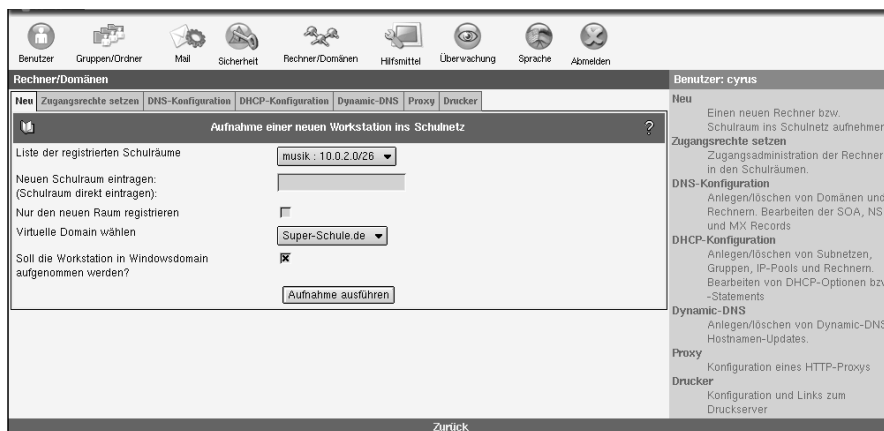 Benutzer Gruppen/Ordner Mail Sicherheit Rechner/Domänen Hilfsmittel Überwachung Sprache Abmelden
Rechner/Domänen
Neu Zugangsrechte setzen DNS-Konfiguration DHCP-Konfiguration Dynamic-DNS Proxy Drucker
Aufnahme einer neuen Workstation ins Schulnetz ?
Liste der registrierten Schulräume
musik : 10.0.2.0/26
Neuen Schulraum eintragen:
(Schulraum direkt eintragen):
Nur den neuen Raum registrieren
Virtuelle Domain wählen
Super-Schule.de
Soll die Workstation in Windowsdomain
aufgenommen werden?
Aufnahme ausführen
Benutzer: cyrus
Neu
Einen neuen Rechner bzw.
Schulraum ins Schulnetz aufnehmen
Zugangsrechte setzen
Zugangsadministration der Rechner
in den Schulräumen.
DNS-Konfiguration
Anlegen/löschen von Domänen und
Rechnern. Bearbeiten der SOA, NS
und MX Records
DHCP-Konfiguration
Anlegen/löschen von Subnetzen,
Gruppen, IP-Pools und Rechnern.
Bearbeiten von DHCP-Optionen bzw
-Statements
Dynamic-DNS
Anlegen/löschen von Dynamic-DNS
Hostnamen-Updates.
Proxy
Konfiguration eines HTTP-Proxys
Drucker
Konfiguration und Links zum
Druckserver
Zurück